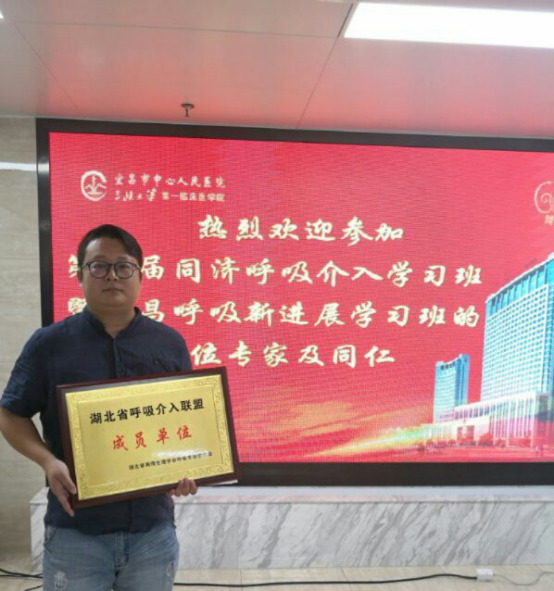 宜昌市中心人民医院
三峡大学第一临床医学院
热烈欢迎参加
届同济呼吸介入学习班
昌呼吸新进展学习班的
位专家及同仁
湖北省呼吸介入联盟
成员单位